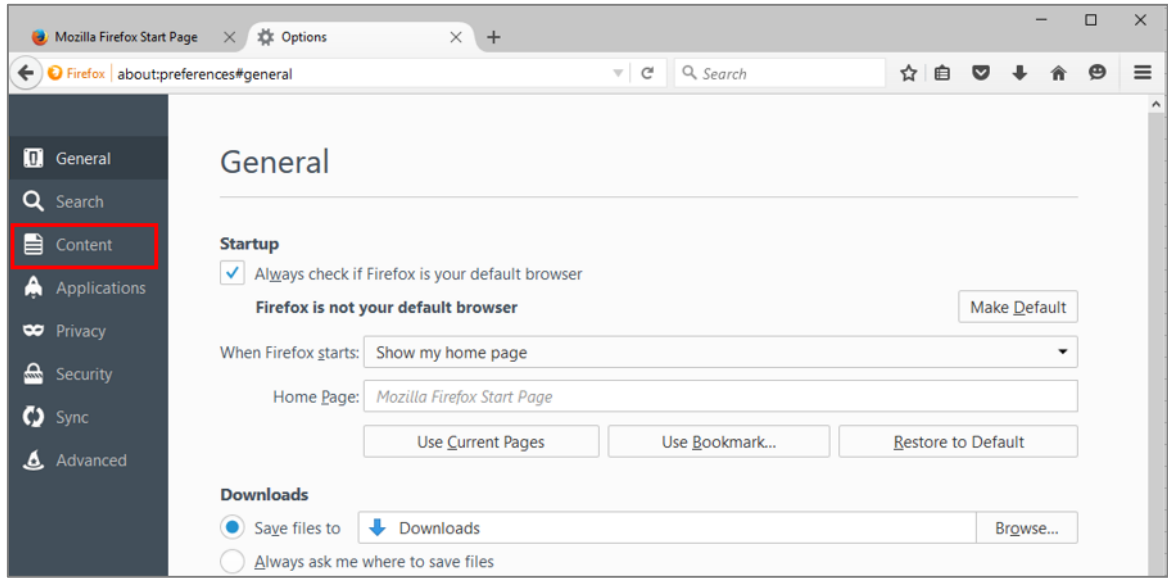 Mozilla Firefox Start Page
Options
Firefox about:preferences#general
Search
General
Search
Content
Applications
Privacy
Security
Sync
Advanced
General
Startup
Always check if Firefox is your default browser
Firefox is not your default browser
Make Default
When Firefox starts: Show my home page
Home Page: Mozilla Firefox Start Page
Use Current Pages
Use Bookmark...
Restore to Default
Downloads
Save files to Downloads
Browse...
Always ask me where to save files